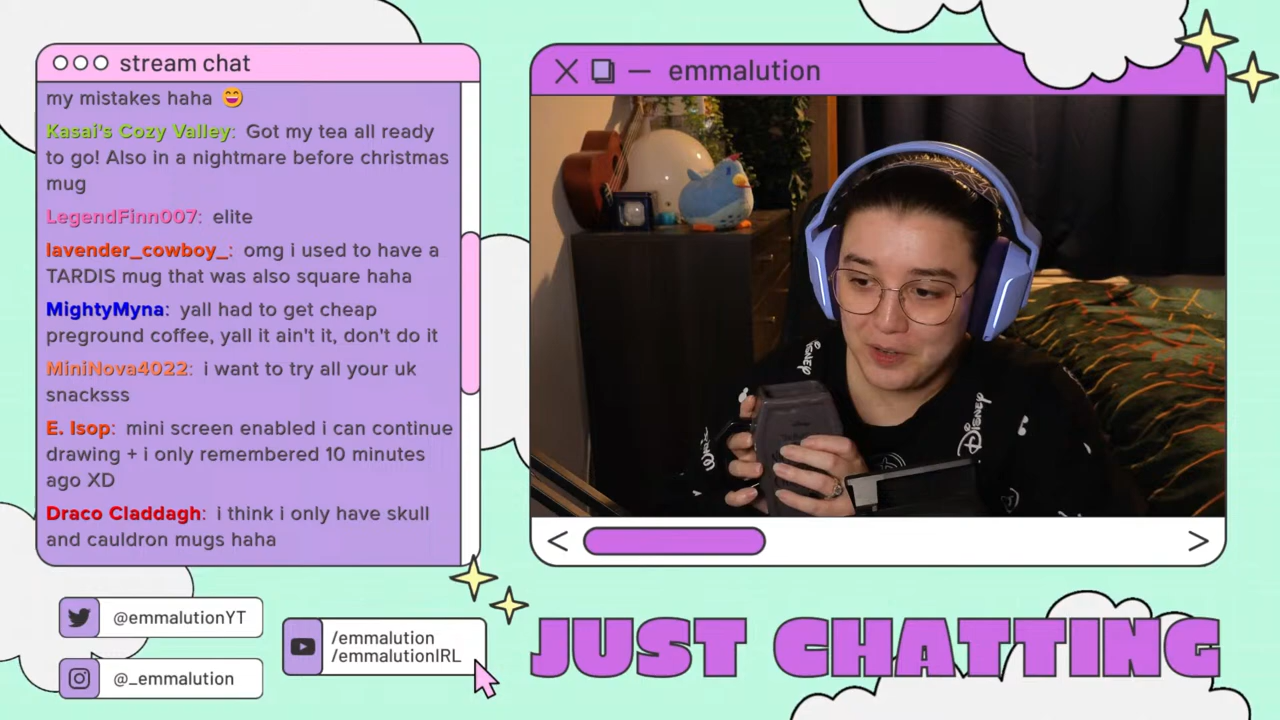 stream chat
my mistakes haha 😄
Kasai's Cozy Valley: Got my tea all ready
to go! Also in a nightmare before christmas
mug
LegendFinn007: elite
lavender_cowboy_: omg i used to have a
TARDIS mug that was also square haha
MightyMyna: yall had to get cheap
preground coffee, yall it ain't it, don't do it
MiniNova4022: i want to try all your uk
snacksss
E. Isop: mini screen enabled i can continue
drawing + i only remembered 10 minutes
ago XD
Draco Claddagh: i think i only have skull
and cauldron mugs haha
emmalution
Disney
Disney
@emmalutionYT
@_emmalution
/emmalution
/emmalutionIRL
JUST CHATTING